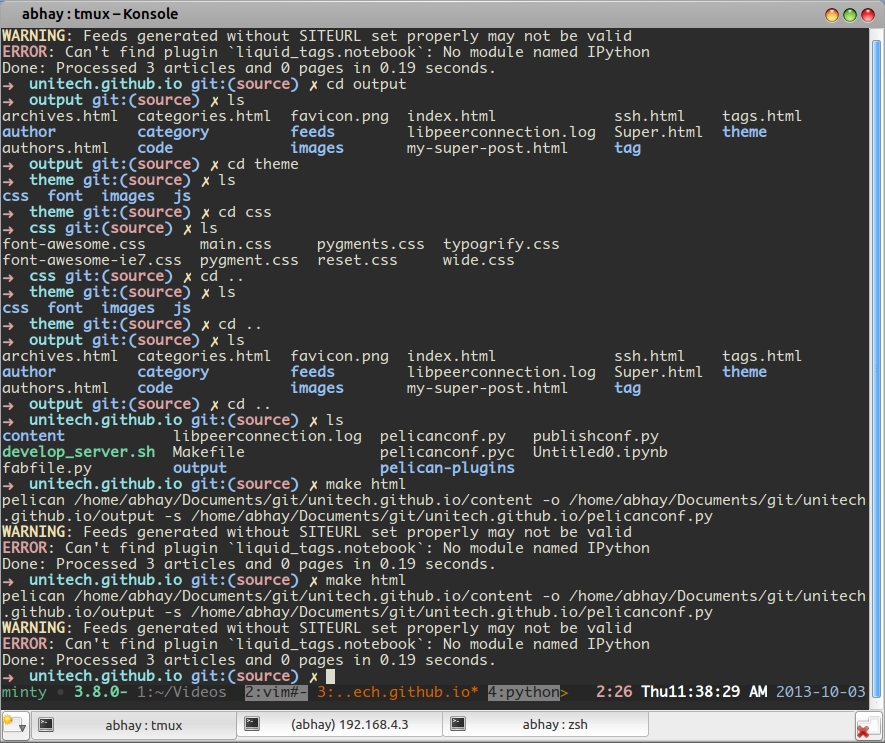 abhay : tmux – Konsole
WARNING: Feeds generated without SITEURL set properly may not be valid
ERROR: Can't find plugin `liquid_tags.notebook`: No module named IPython
Done: Processed 3 articles and 0 pages in 0.19 seconds.
➜  unitech.github.io git:(source) ✗ cd output
➜  output git:(source) ✗ ls
archives.html  categories.html  favicon.png  index.html             ssh.html    tags.html
author         category         feeds        libpeerconnection.log  Super.html  theme
authors.html   code             images       my-super-post.html     tag
➜  output git:(source) ✗ cd theme
➜  theme git:(source) ✗ ls
css  font  images  js
➜  theme git:(source) ✗ cd css
➜  css git:(source) ✗ ls
font-awesome.css      main.css     pygments.css  typogrify.css
font-awesome-ie7.css  pygment.css  reset.css     wide.css
➜  css git:(source) ✗ cd ..
➜  theme git:(source) ✗ ls
css  font  images  js
➜  theme git:(source) ✗ cd ..
➜  output git:(source) ✗ ls
archives.html  categories.html  favicon.png  index.html             ssh.html    tags.html
author         category         feeds        libpeerconnection.log  Super.html  theme
authors.html   code             images       my-super-post.html     tag
➜  output git:(source) ✗ cd ..
➜  unitech.github.io git:(source) ✗ ls
content            libpeerconnection.log  pelicanconf.py   publishconf.py
develop_server.sh  Makefile               pelicanconf.pyc  Untitled0.ipynb
fabfile.py         output                 pelican-plugins
➜  unitech.github.io git:(source) ✗ make html
pelican /home/abhay/Documents/git/unitech.github.io/content -o /home/abhay/Documents/git/unitech
.github.io/output -s /home/abhay/Documents/git/unitech.github.io/pelicanconf.py
WARNING: Feeds generated without SITEURL set properly may not be valid
ERROR: Can't find plugin `liquid_tags.notebook`: No module named IPython
Done: Processed 3 articles and 0 pages in 0.19 seconds.
➜  unitech.github.io git:(source) ✗ make html
pelican /home/abhay/Documents/git/unitech.github.io/content -o /home/abhay/Documents/git/unitech
.github.io/output -s /home/abhay/Documents/git/unitech.github.io/pelicanconf.py
WARNING: Feeds generated without SITEURL set properly may not be valid
ERROR: Can't find plugin `liquid_tags.notebook`: No module named IPython
Done: Processed 3 articles and 0 pages in 0.19 seconds.
➜  unitech.github.io git:(source) ✗
minty • 3.8.0- 1:~/Videos  2:vim#- 3:..ech.github.io* 4:python>   2:26 Thu11:38:29 AM 2013-10-03
abhay : tmux  (abhay) 192.168.4.3  abhay : zsh